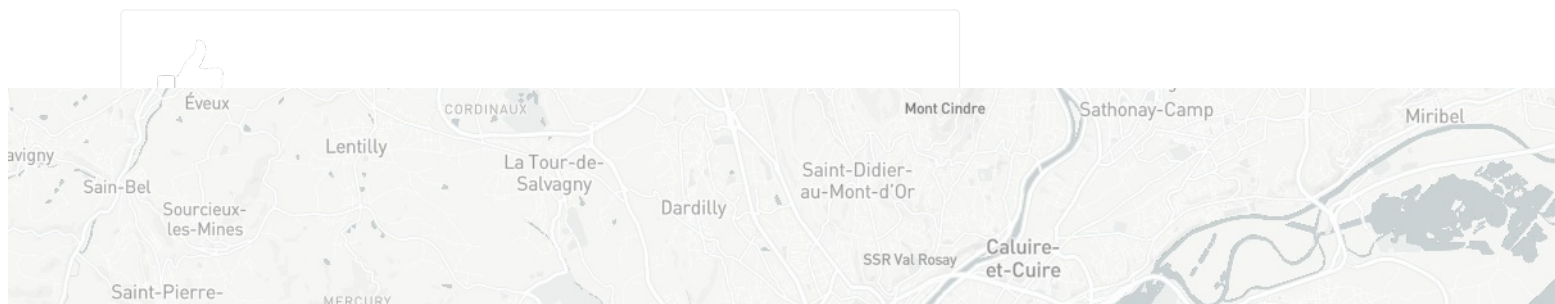 Éveux
CORDINAUX
Mont Cindre
Sathonay-Camp
Miribel
Lentilly
avigny
La Tour-de-
Salvagny
Saint-Didier-
au-Mont-d'Or
Sain-Bel
Sourcieux-
les-Mines
Dardilly
SSR Val Rosay
Caluire-
et-Cuire
Saint-Pierre-
MERCURY